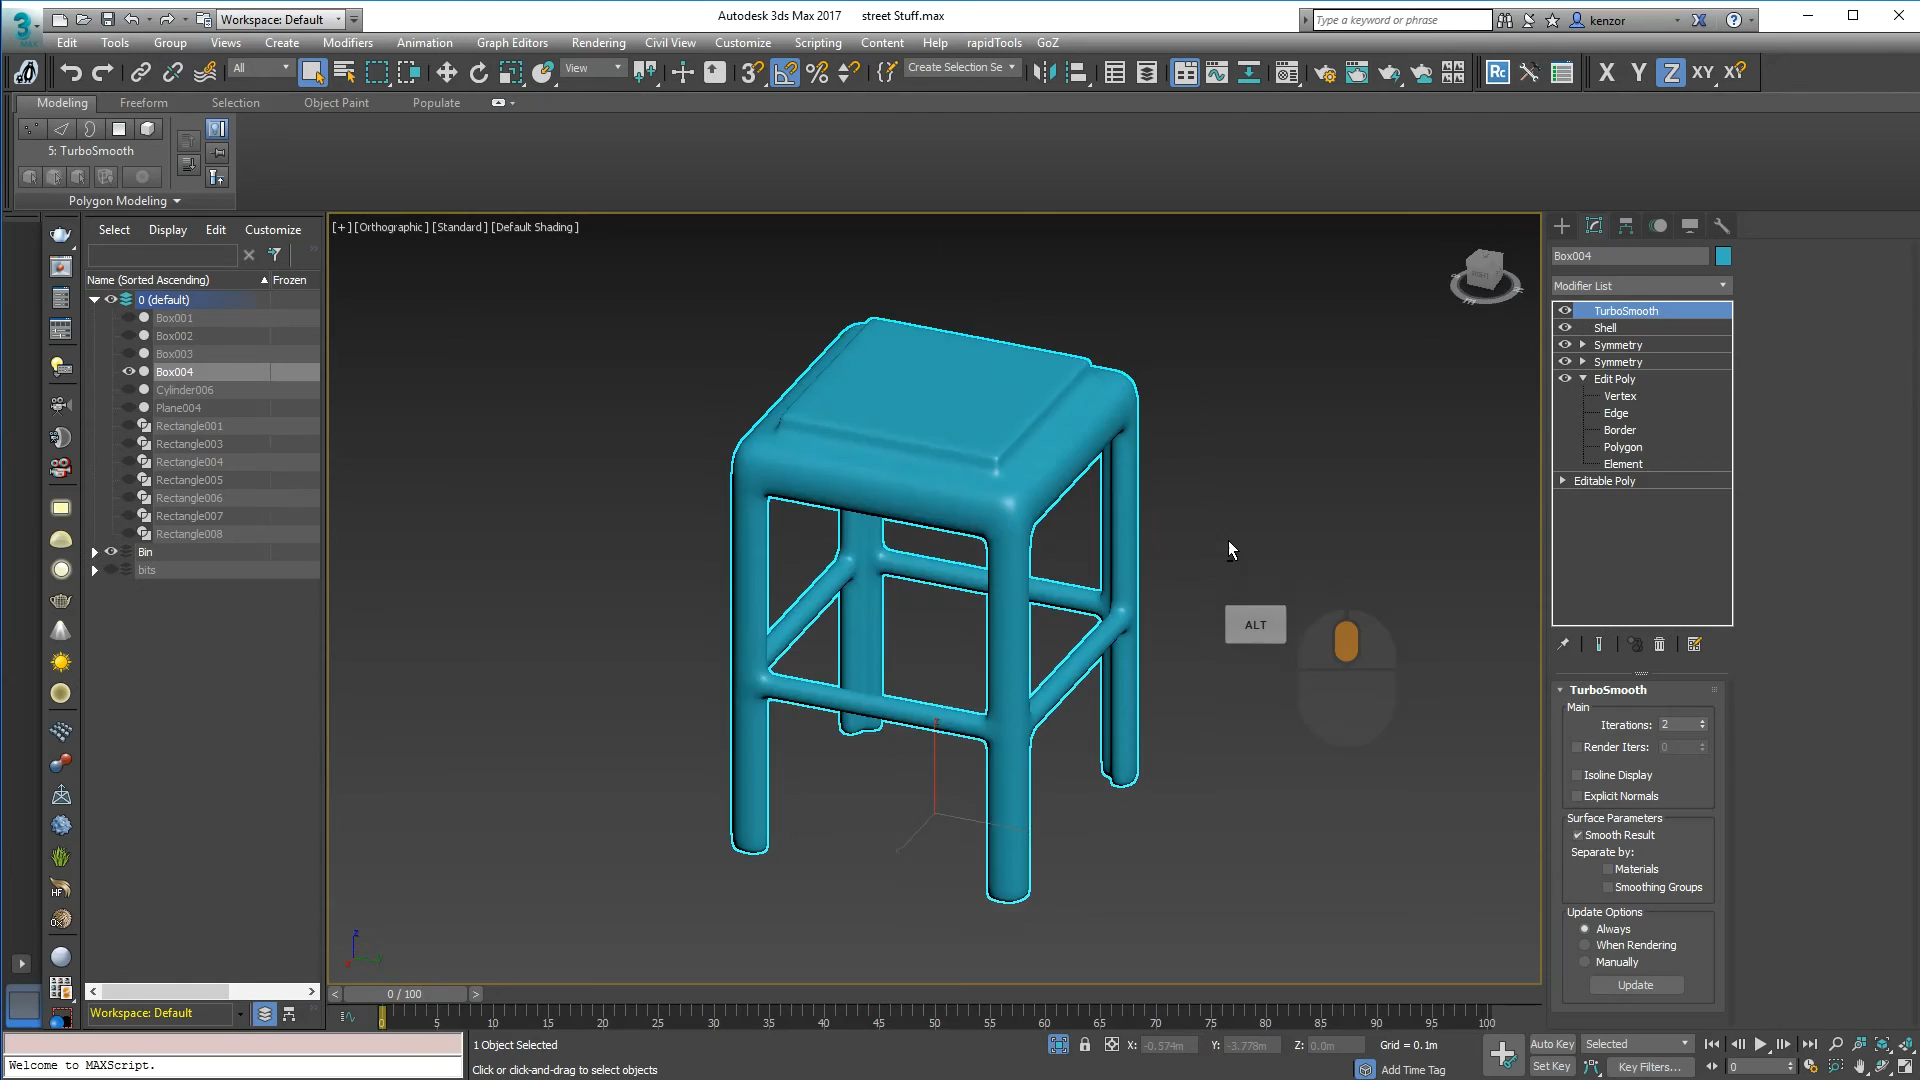 Workspace: Default
Autodesk 3ds Max 2017 street Stuff.max
Type a keyword or phrase
kenzor
MAX
Edit Tools Group Views Create Modifiers Animation Graph Editors Rendering Civil View Customize Scripting Content Help rapidTools GoZ
All
View
Create Selection Se
Rc
X Y Z XY XY
Modeling Freeform Selection Object Paint Populate
5: TurboSmooth
Polygon Modeling
Select Display Edit Customize
Name (Sorted Ascending) Frozen
0 (default)
Box001
Box002
Box003
Box004
Cylinder006
Plane004
Rectangle001
Rectangle003
Rectangle004
Rectangle005
Rectangle006
Rectangle007
Rectangle008
Bin
bits
HF
Workspace: Default
[+] [Orthographic] [Standard] [Default Shading]
RIGHT
ALT
z
y
x
Box004
Modifier List
TurboSmooth
Shell
Symmetry
Symmetry
Edit Poly
Vertex
Edge
Border
Polygon
Element
Editable Poly
TurboSmooth
Main
Iterations: 2
Render Iters: 0
Isoline Display
Explicit Normals
Surface Parameters
Smooth Result
Separate by:
Materials
Smoothing Groups
Update Options
Always
When Rendering
Manually
Update
0 / 100
0 5 10 15 20 25 30 35 40 45 50 55 60 65 70 75 80 85 90 95 100
Welcome to MAXScript.
1 Object Selected
Click or click-and-drag to select objects
X: -0.574m Y: -3.778m Z: 0.0m Grid = 0.1m
Add Time Tag
Auto Key Selected
Set Key Key Filters...
0